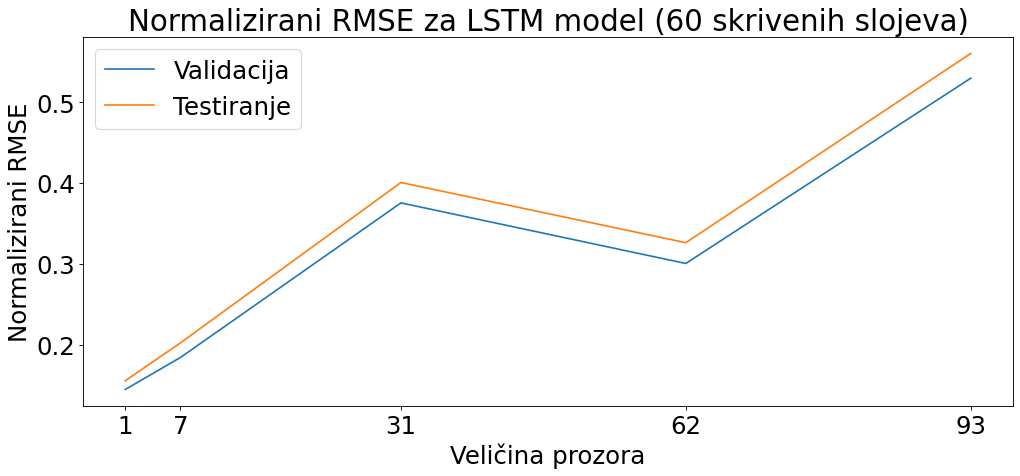 Normalizirani RMSE za LSTM model (60 skrivenih slojeva)
Validacija
Testiranje
Normalizirani RMSE
0.5
0.4
0.3
0.2
1 7 31 62 93
Veličina prozora